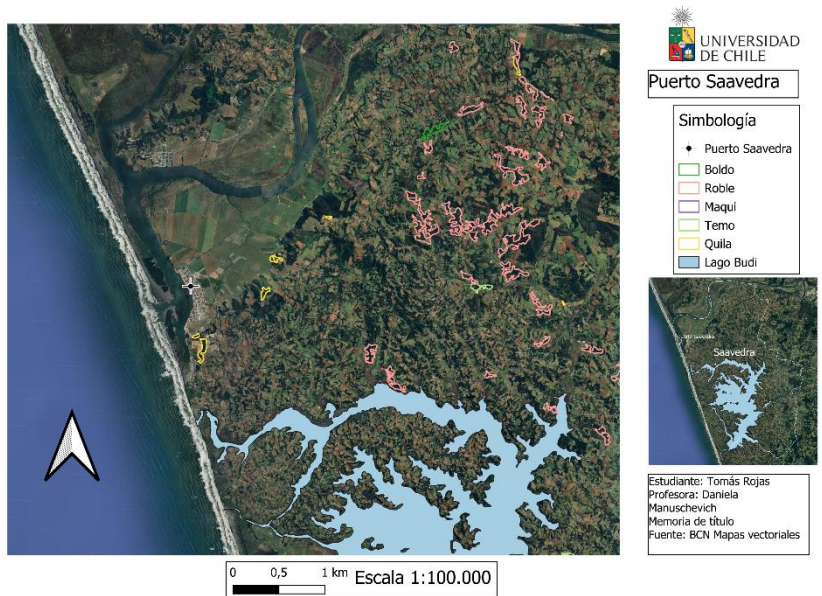 UNIVERSIDAD
DE CHILE
Puerto Saavedra
Simbología
Puerto Saavedra
Boldo
Roble
Maqui
Temo
Quila
Lago Budi
Saavedra
Estudiante: Tomás Rojas
Profesora: Daniela
Manuschevich
Memoria de título
Fuente: BCN Mapas vectoriales
0 0,5 1 km Escala 1:100.000